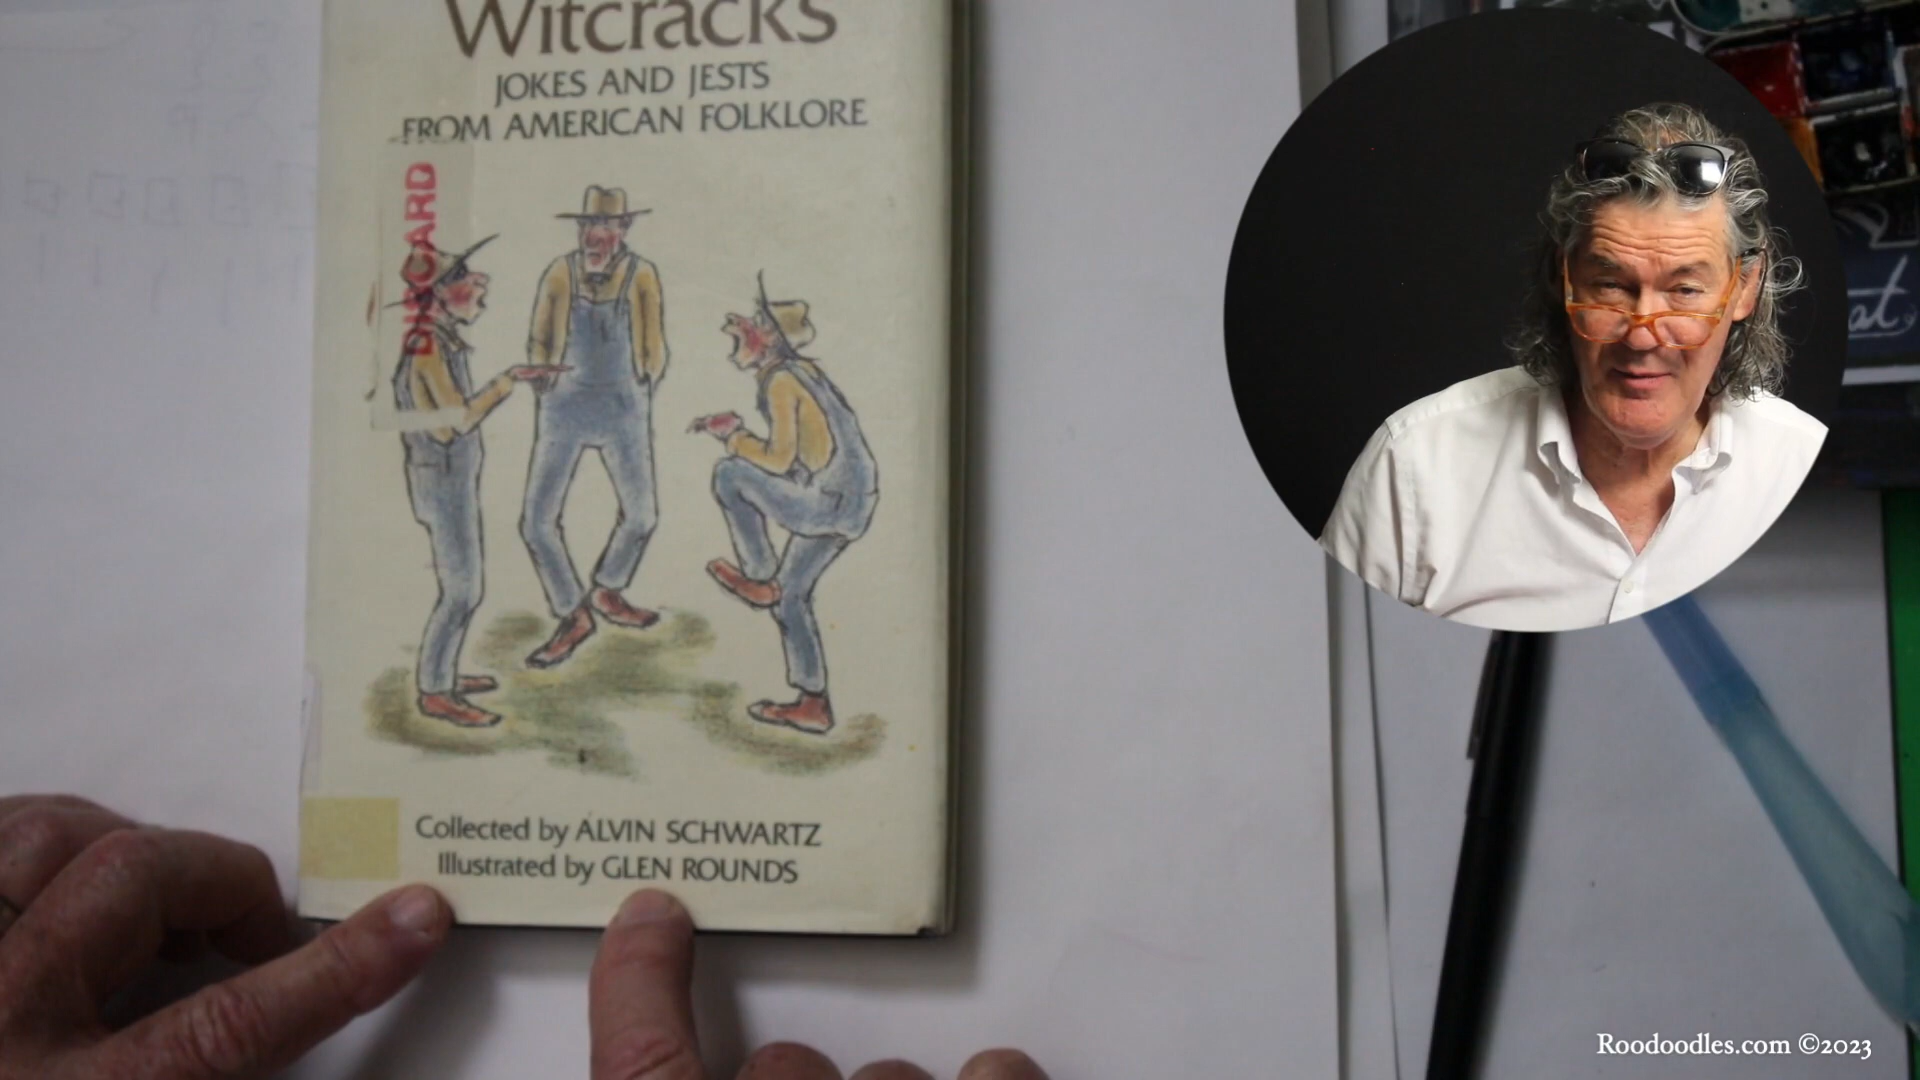 Witcracks
JOKES AND JESTS
FROM AMERICAN FOLKLORE
DISCARD
Collected by ALVIN SCHWARTZ
Illustrated by GLEN ROUNDS
Roodoodles.com ©2023